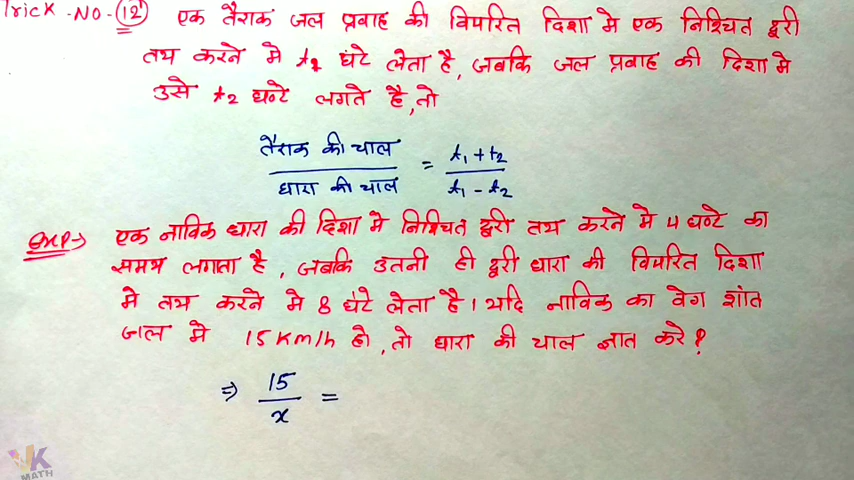 Trick -NO- 12
एक तैराक जल प्रवाह की विपरित दिशा मे एक निश्चित दुरी
तय करने मे t₁ घंटे लेता है, जबकि जल प्रवाह की दिशा मे
उसे t₂ घण्टे लगते है, तो
तैराक की चाल / धारा की चाल = t₁ + t₂ / t₁ - t₂
exp→ एक नाविक धारा की दिशा मे निश्चित दुरी तय करने मे 4 घण्टे का
समय लगता है, जबकि उतनी ही दुरी धारा की विपरित दिशा
मे तय करने मे 8 घंटे लेता है। यदि नाविक का वेग शांत
जल मे 15 Km/h हो, तो धारा की चाल ज्ञात करे?
⇒ 15 / x =
VK
MATH